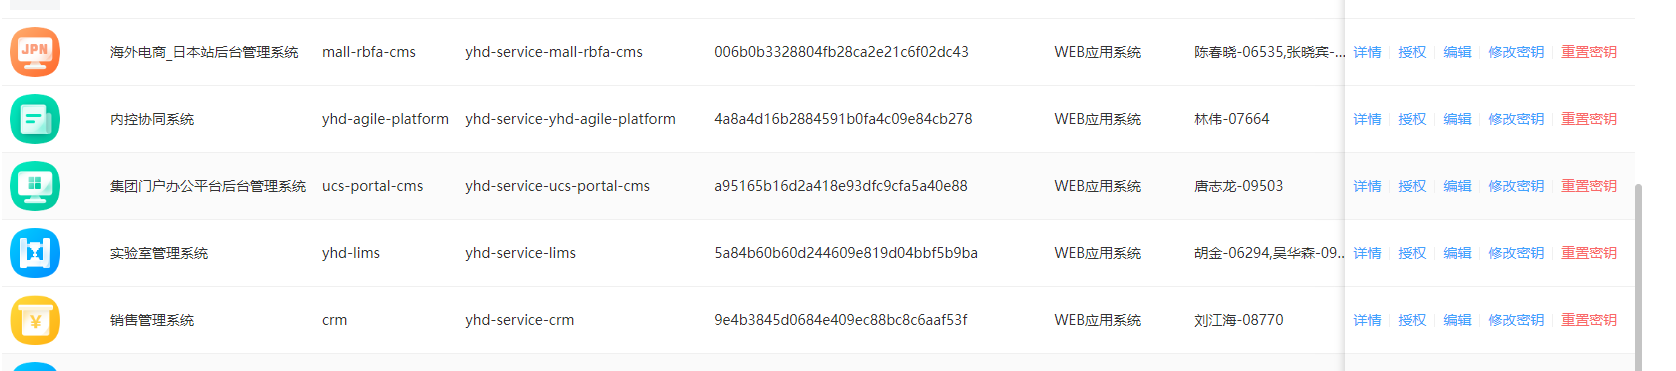 JPN 海外电商_日本站后台管理系统 mall-rbfa-cms yhd-service-mall-rbfa-cms 006b0b3328804fb28ca2e21c6f02dc43 WEB应用系统 陈春晓-06535,张晓宾-... 详情 授权 编辑 修改密钥 重置密钥
内控协同系统 yhd-agile-platform yhd-service-yhd-agile-platform 4a8a4d16b2884591b0fa4c09e84cb278 WEB应用系统 林伟-07664 详情 授权 编辑 修改密钥 重置密钥
集团门户办公平台后台管理系统 ucs-portal-cms yhd-service-ucs-portal-cms a95165b16d2a418e93dfc9cfa5a40e88 WEB应用系统 唐志龙-09503 详情 授权 编辑 修改密钥 重置密钥
实验室管理系统 yhd-lims yhd-service-lims 5a84b60b60d244609e819d04bbf5b9ba WEB应用系统 胡金-06294,吴华森-09... 详情 授权 编辑 修改密钥 重置密钥
¥ 销售管理系统 crm yhd-service-crm 9e4b3845d0684e409ec88bc8c6aaf53f WEB应用系统 刘江海-08770 详情 授权 编辑 修改密钥 重置密钥